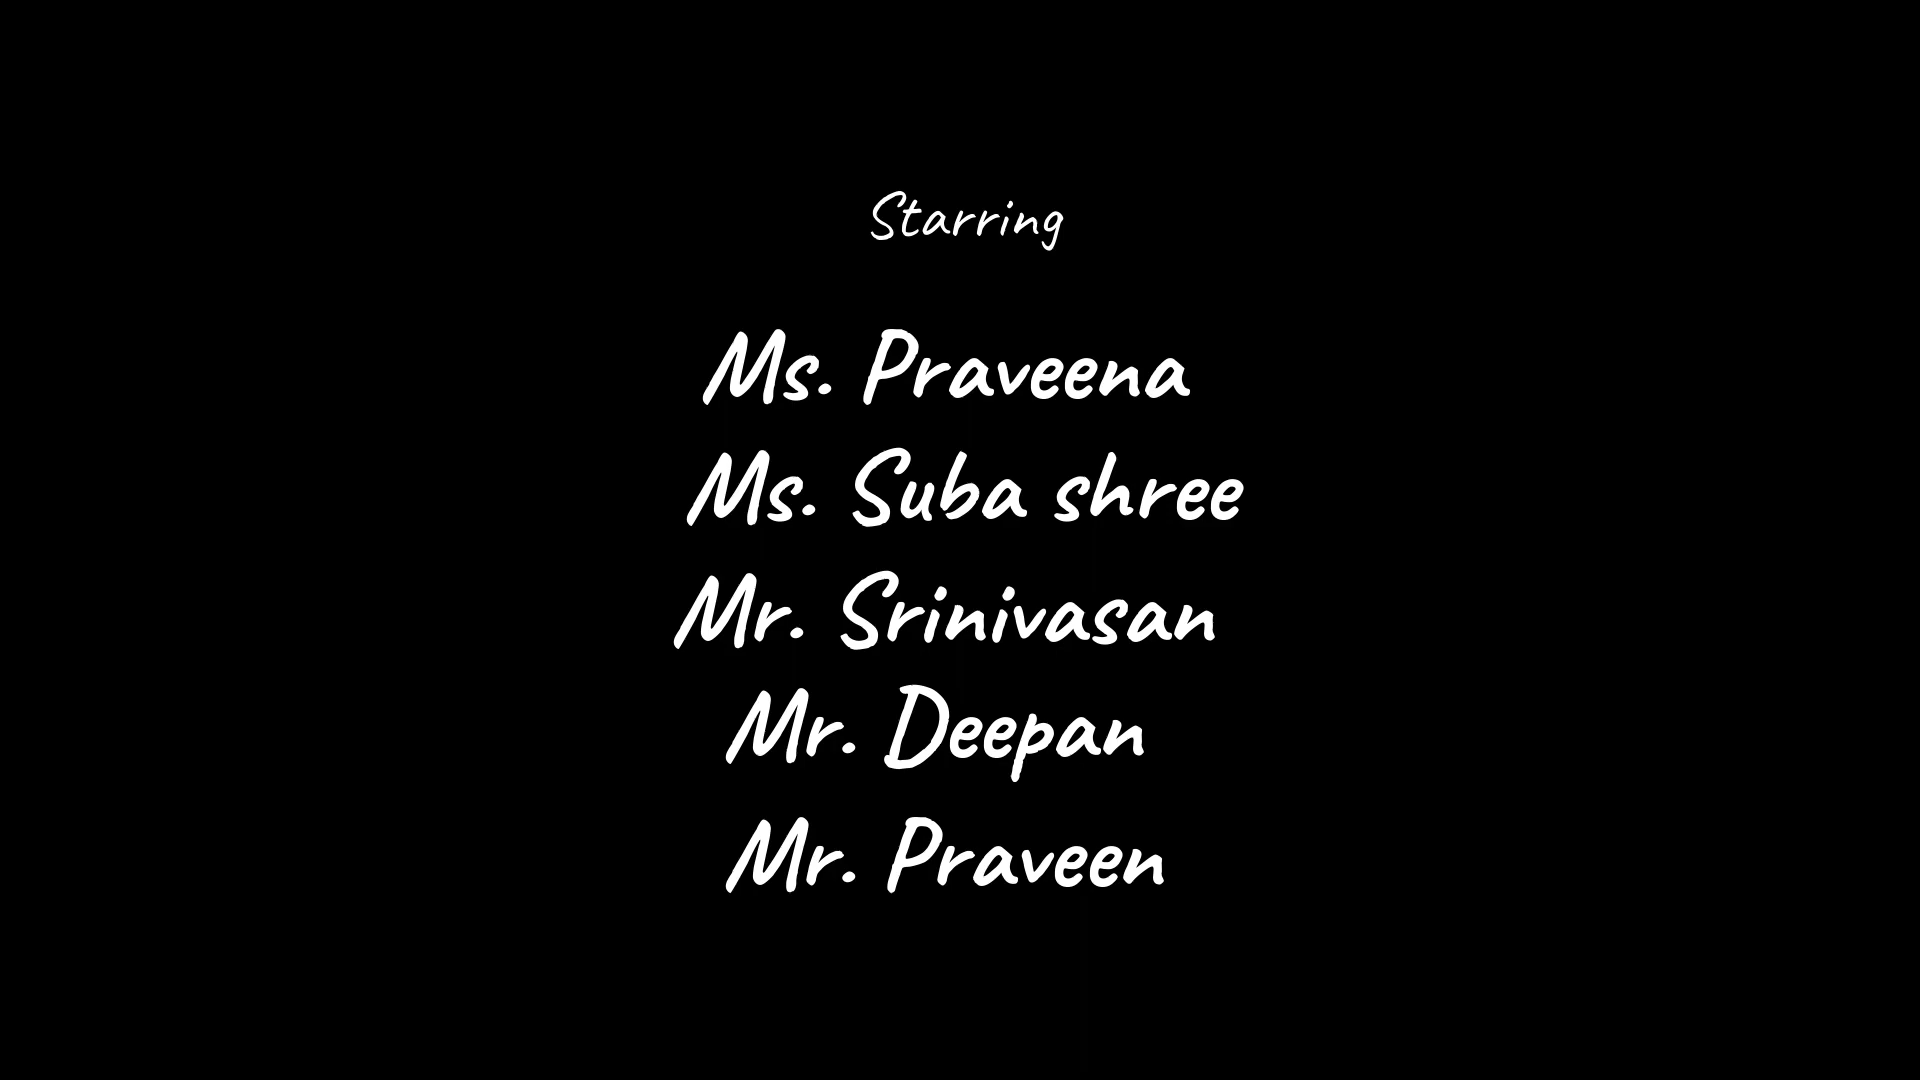 Starring
Ms. Praveena
Ms. Suba shree
Mr. Srinivasan
Mr. Deepan
Mr. Praveen